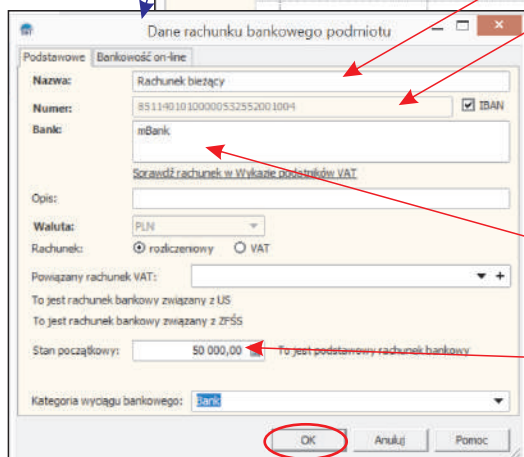 Dane rachunku bankowego podmiotu
Podstawowe Bankowość on-line
Nazwa: Rachunek bieżący
Numer: 85114010100000532552001004 IBAN
Bank: mBank
Sprawdź rachunek w Wykazie podatników VAT
Opis:
Waluta: PLN
Rachunek: rozliczeniowy VAT
Powiązany rachunek VAT:
To jest rachunek bankowy związany z US
To jest rachunek bankowy związany z ZFŚS
Stan początkowy: 50 000,00 To jest podstawowy rachunek bankowy
Kategoria wyciągu bankowego: Bank
OK Anuluj Pomoc